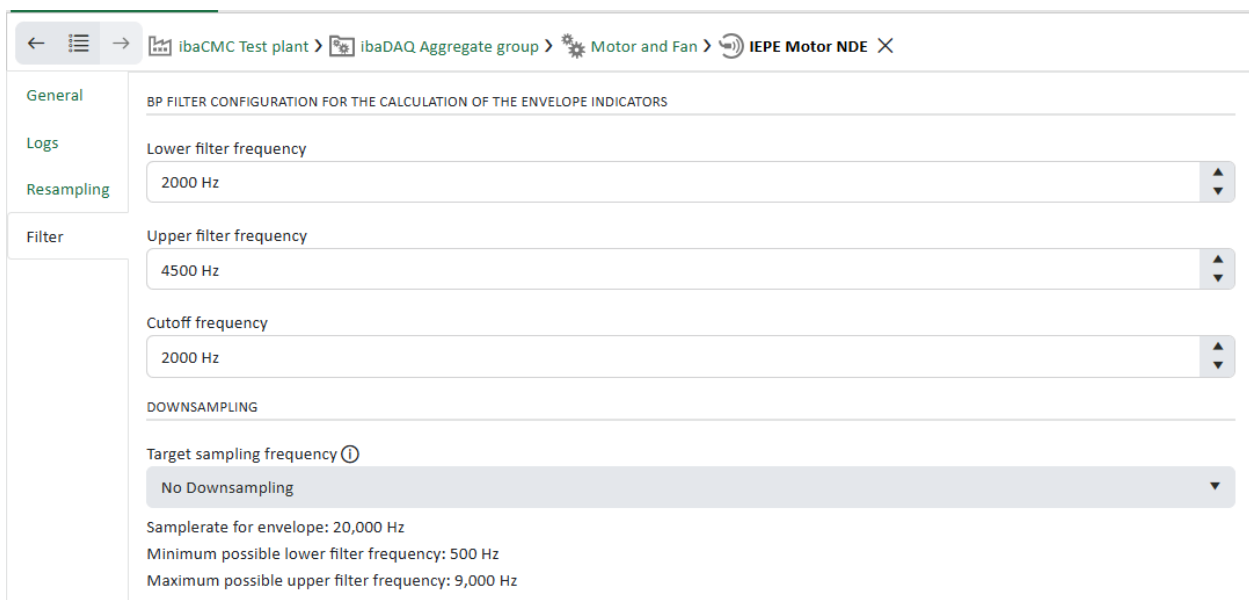 ibaCMC Test plant > ibaDAQ Aggregate group > Motor and Fan > IEPE Motor NDE
General
Logs
Resampling
Filter
BP FILTER CONFIGURATION FOR THE CALCULATION OF THE ENVELOPE INDICATORS
Lower filter frequency
2000 Hz
Upper filter frequency
4500 Hz
Cutoff frequency
2000 Hz
DOWNSAMPLING
Target sampling frequency
No Downsampling
Samplerate for envelope: 20,000 Hz
Minimum possible lower filter frequency: 500 Hz
Maximum possible upper filter frequency: 9,000 Hz